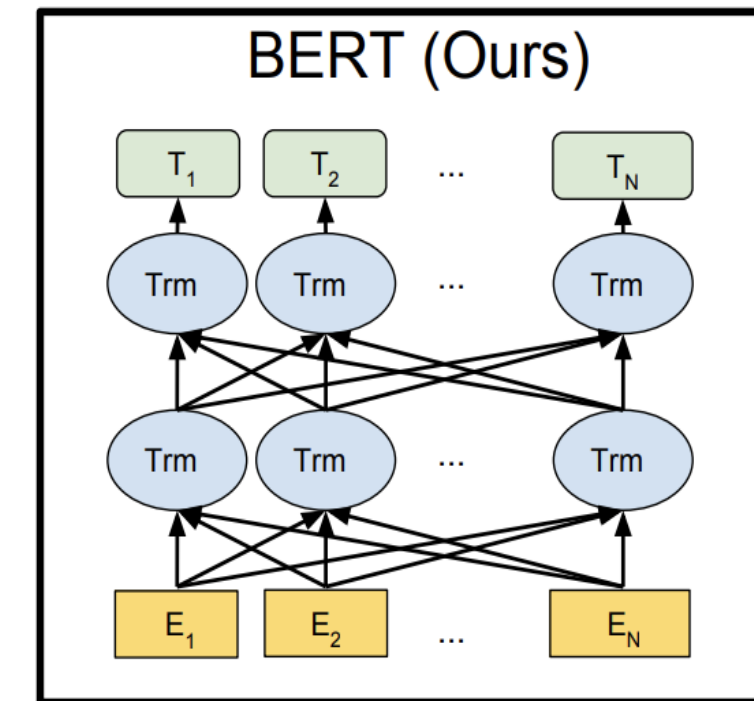 BERT (Ours)
T1 T2 ... TN
Trm Trm ... Trm
Trm Trm ... Trm
E1 E2 ... EN